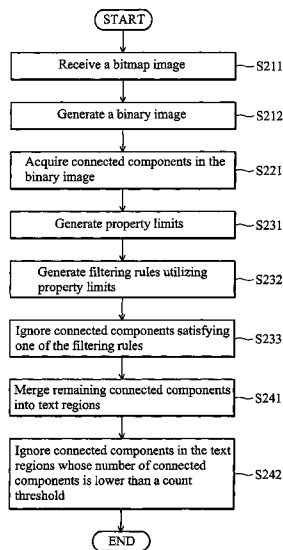 START
Receive a bitmap image
S211
Generate a binary image
S212
Acquire connected components in the
binary image
S221
Generate property limits
S231
Generate filtering rules utilizing
property limits
S232
Ignore connected components satisfying
one of the filtering rules
S233
Merge remaining connected components
into text regions
S241
Ignore connected components in the text
regions whose number of connected
components is lower than a count
threshold
S242
END